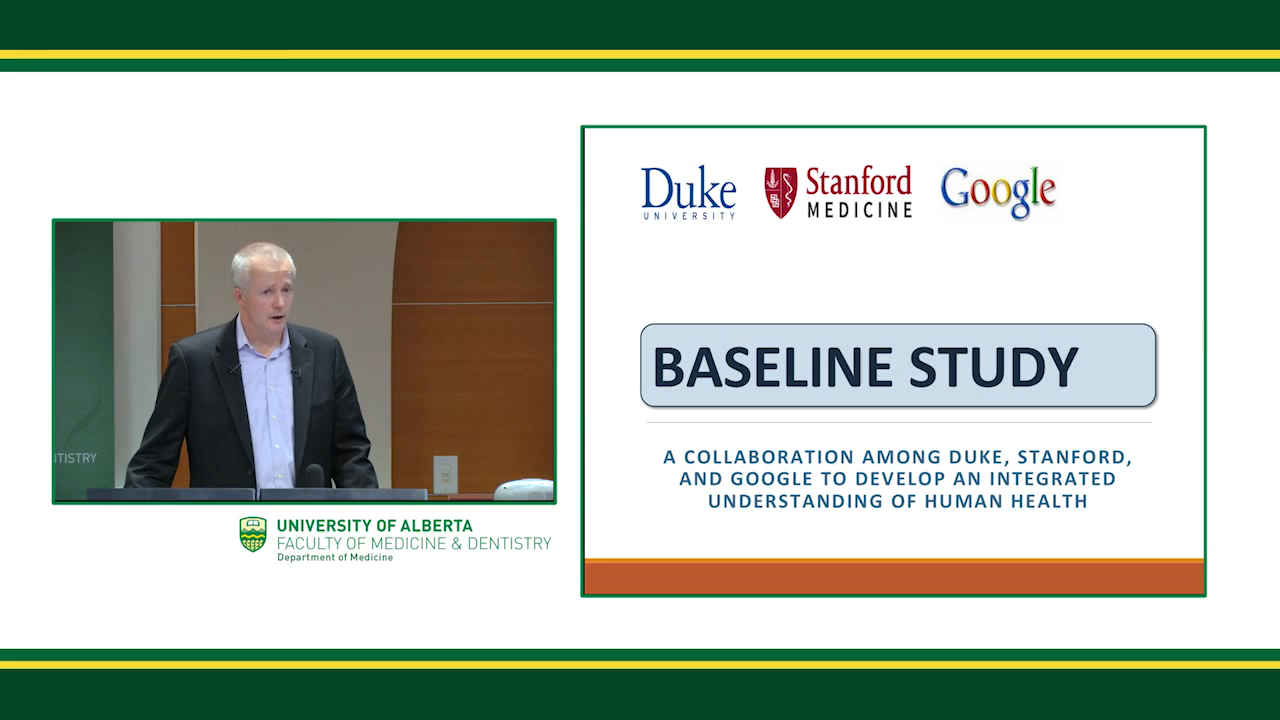 Duke
UNIVERSITY
Stanford
MEDICINE
Google
BASELINE STUDY
A COLLABORATION AMONG DUKE, STANFORD,
AND GOOGLE TO DEVELOP AN INTEGRATED
UNDERSTANDING OF HUMAN HEALTH
TISTRY
UNIVERSITY OF ALBERTA
FACULTY OF MEDICINE & DENTISTRY
Department of Medicine